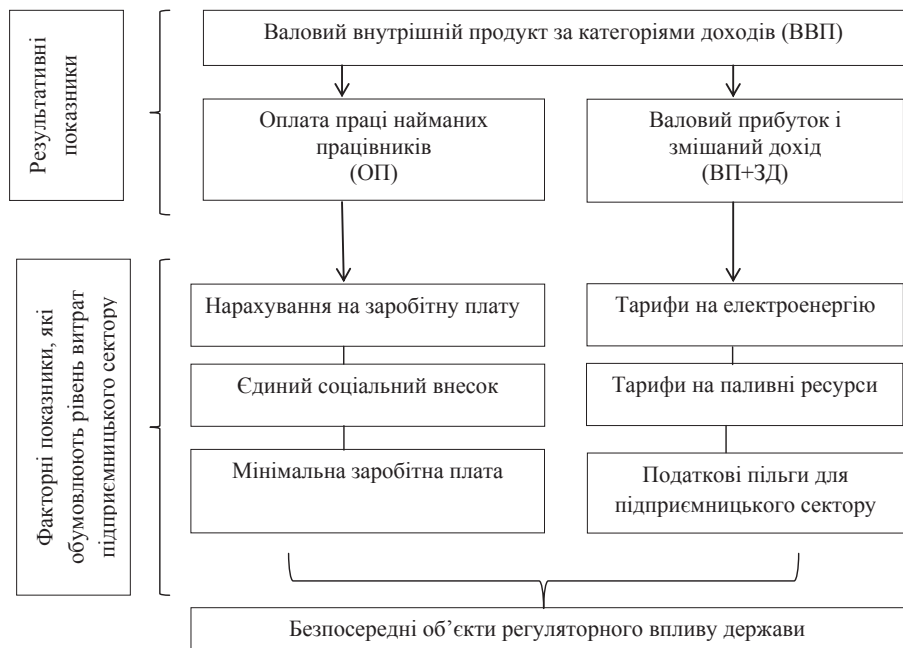 Результативні
показники
Валовий внутрішній продукт за категоріями доходів (ВВП)
Оплата праці найманих
працівників
(ОП)
Валовий прибуток і
змішаний дохід
(ВП+ЗД)
Факторні показники, які
обумовлюють рівень витрат
підприємницького сектору
Нарахування на заробітну плату
Тарифи на електроенергію
Єдиний соціальний внесок
Тарифи на паливні ресурси
Мінімальна заробітна плата
Податкові пільги для
підприємницького сектору
Безпосередні об’єкти регуляторного впливу держави